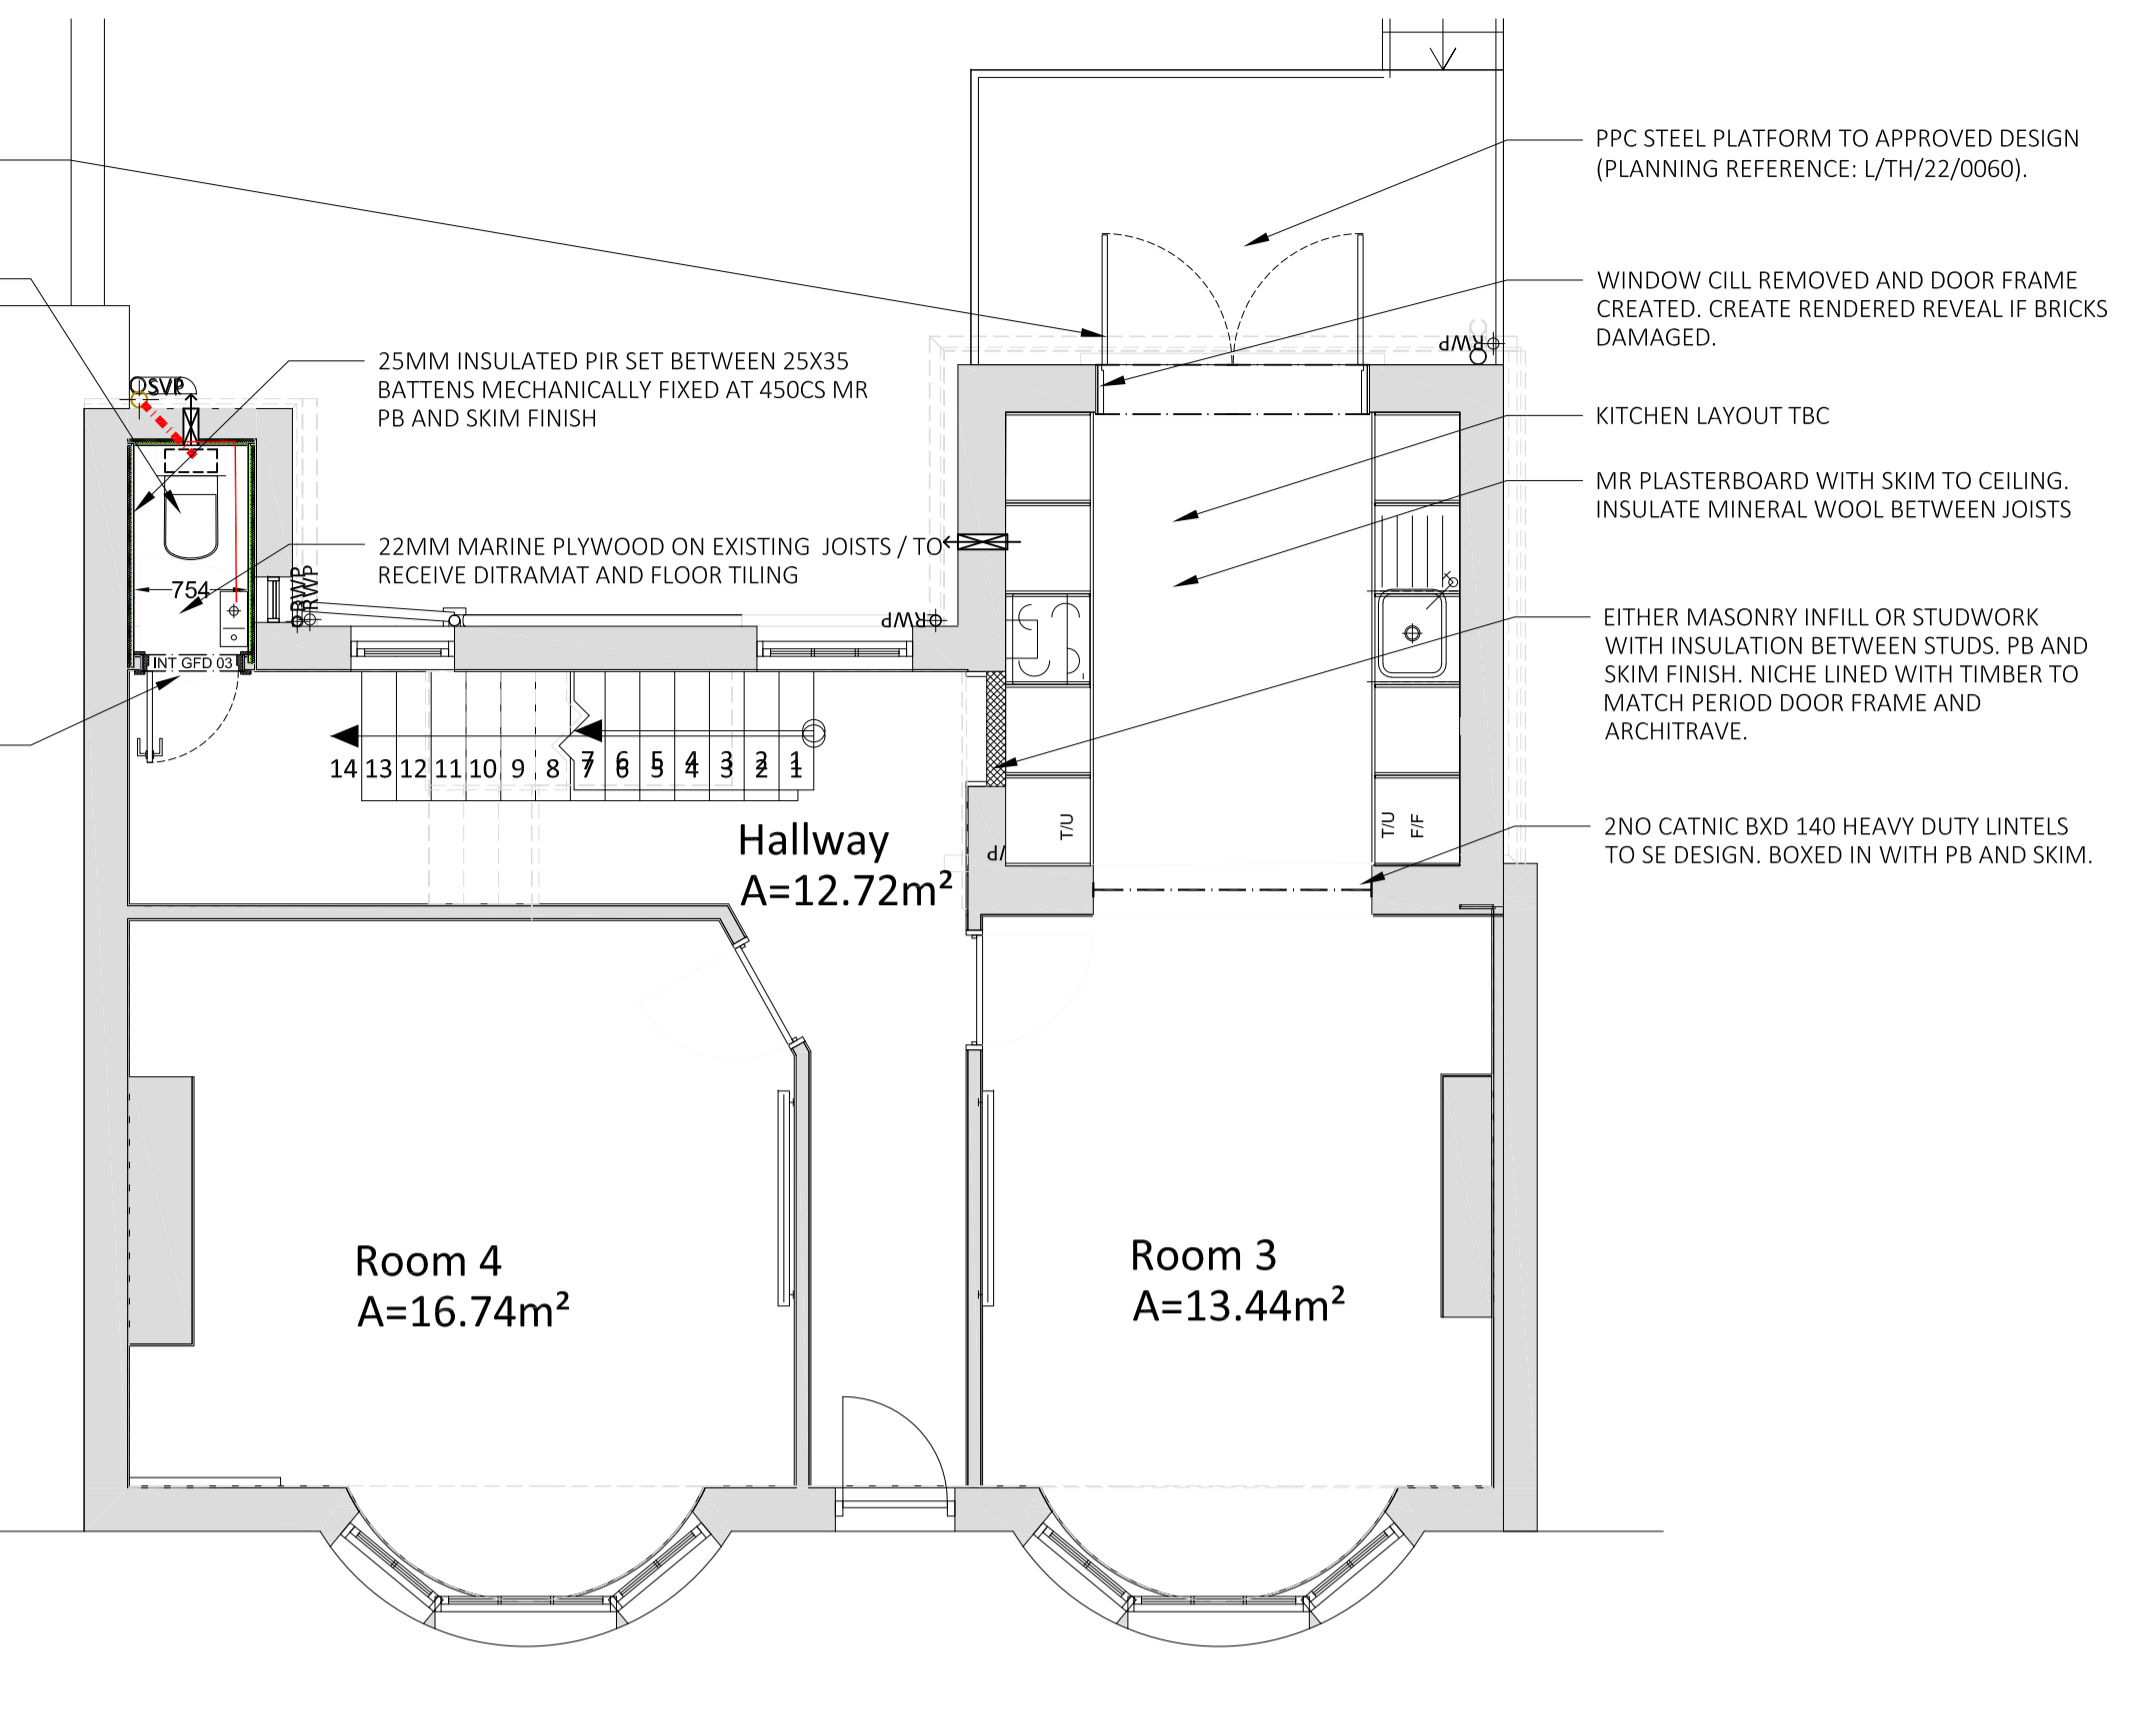 PPC STEEL PLATFORM TO APPROVED DESIGN
(PLANNING REFERENCE: L/TH/22/0060).
WINDOW CILL REMOVED AND DOOR FRAME
CREATED. CREATE RENDERED REVEAL IF BRICKS
DAMAGED.
RWP
KITCHEN LAYOUT TBC
MR PLASTERBOARD WITH SKIM TO CEILING.
INSULATE MINERAL WOOL BETWEEN JOISTS
EITHER MASONRY INFILL OR STUDWORK
WITH INSULATION BETWEEN STUDS. PB AND
SKIM FINISH. NICHE LINED WITH TIMBER TO
MATCH PERIOD DOOR FRAME AND
ARCHITRAVE.
2NO CATNIC BXD 140 HEAVY DUTY LINTELS
TO SE DESIGN. BOXED IN WITH PB AND SKIM.
SVP
25MM INSULATED PIR SET BETWEEN 25X35
BATTENS MECHANICALLY FIXED AT 450CS MR
PB AND SKIM FINISH
22MM MARINE PLYWOOD ON EXISTING JOISTS / TO
RECEIVE DITRAMAT AND FLOOR TILING
754
RWP
RWP
RWP
INT GFD 03
14 13 12 11 10 9 8 7 6 5 4 3 2 1
7 6 5 4 3 2 1
T/U
T/U
F/F
Hallway
A=12.72m²
Room 4
A=16.74m²
Room 3
A=13.44m²